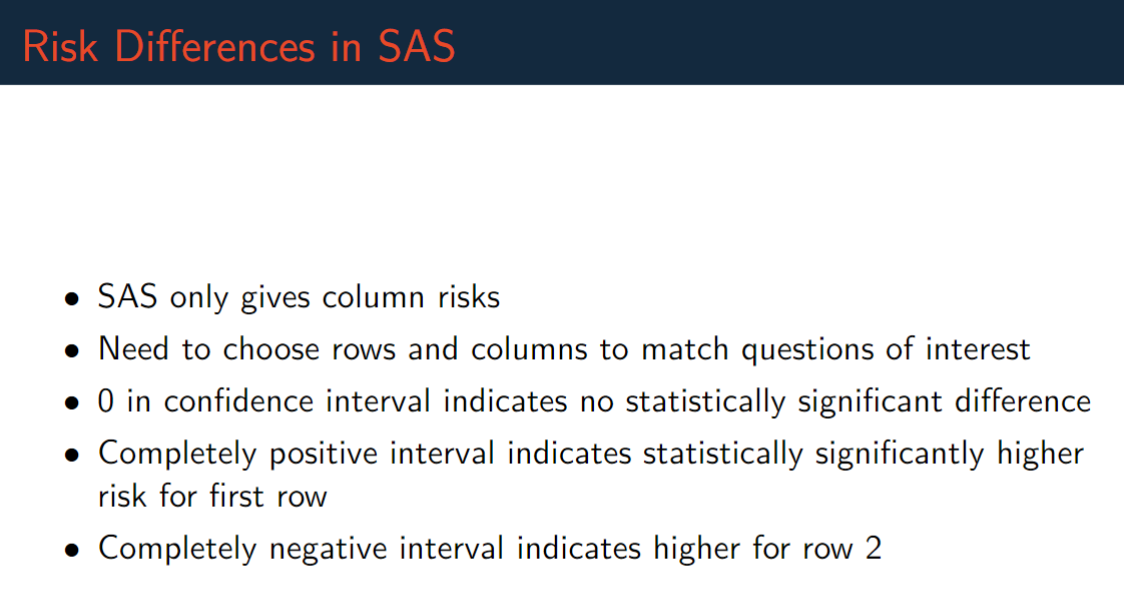 Risk Differences in SAS
• SAS only gives column risks
• Need to choose rows and columns to match questions of interest
• 0 in confidence interval indicates no statistically significant difference
• Completely positive interval indicates statistically significantly higher
risk for first row
• Completely negative interval indicates higher for row 2